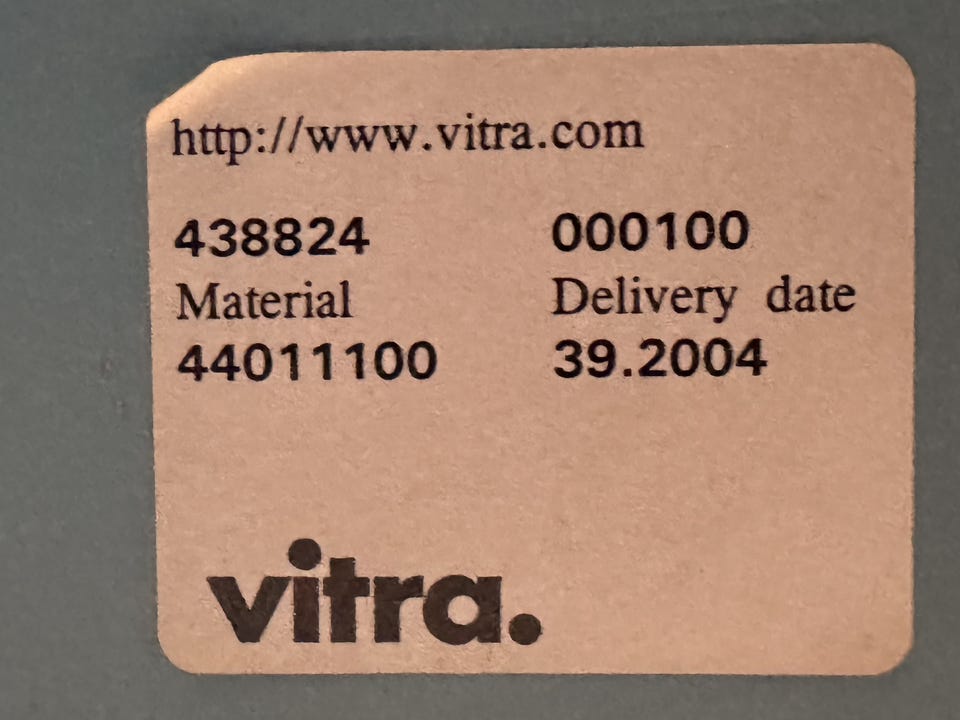 http://www.vitra.com
438824 000100
Material Delivery date
44011100 39.2004
vitra.